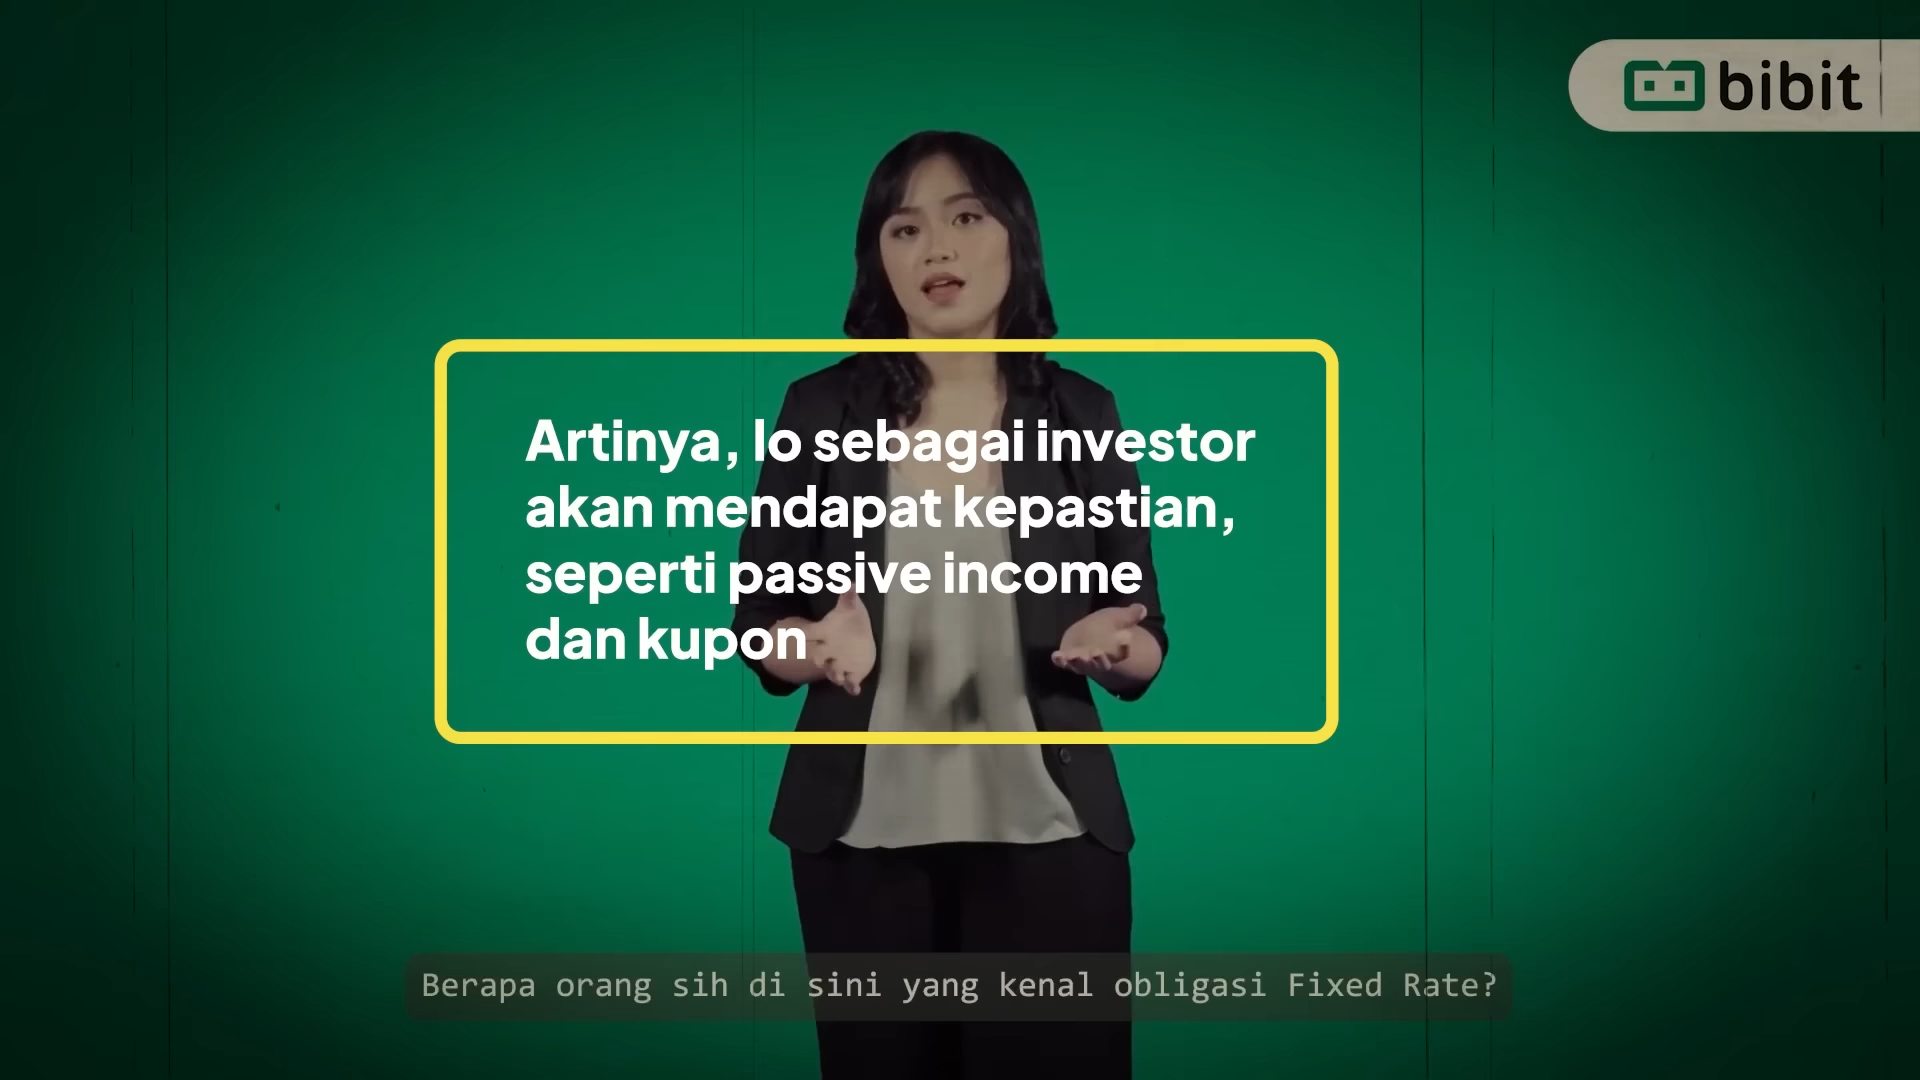 bibit
Artinya, lo sebagai investor
akan mendapat kepastian,
seperti passive income
dan kupon
Berapa orang sih di sini yang kenal obligasi Fixed Rate?